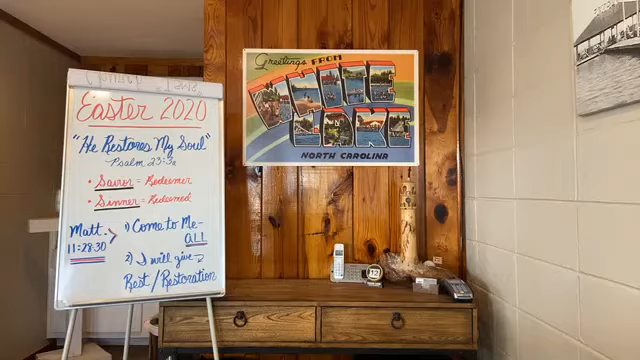 Easter 2020
"He Restores My Soul"
Psalm 23:3a
• Savior = Redeemer
• Sinner = Redeemed
Matt. > 1) Come to Me-
11:28-30 ALL
2) I will give →
Rest / Restoration
Greetings FROM
WHITE
LAKE
NORTH CAROLINA
12